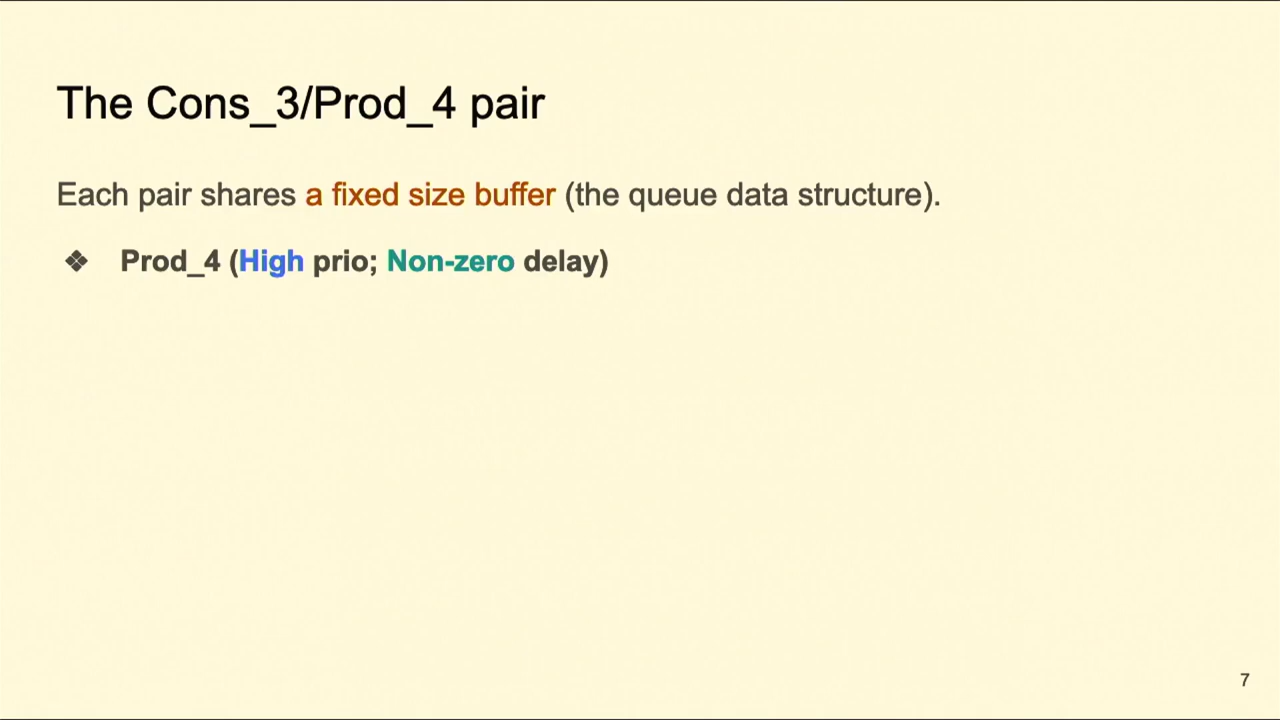 The Cons_3/Prod_4 pair
Each pair shares a fixed size buffer (the queue data structure).
❖ Prod_4 (High prio; Non-zero delay)
7